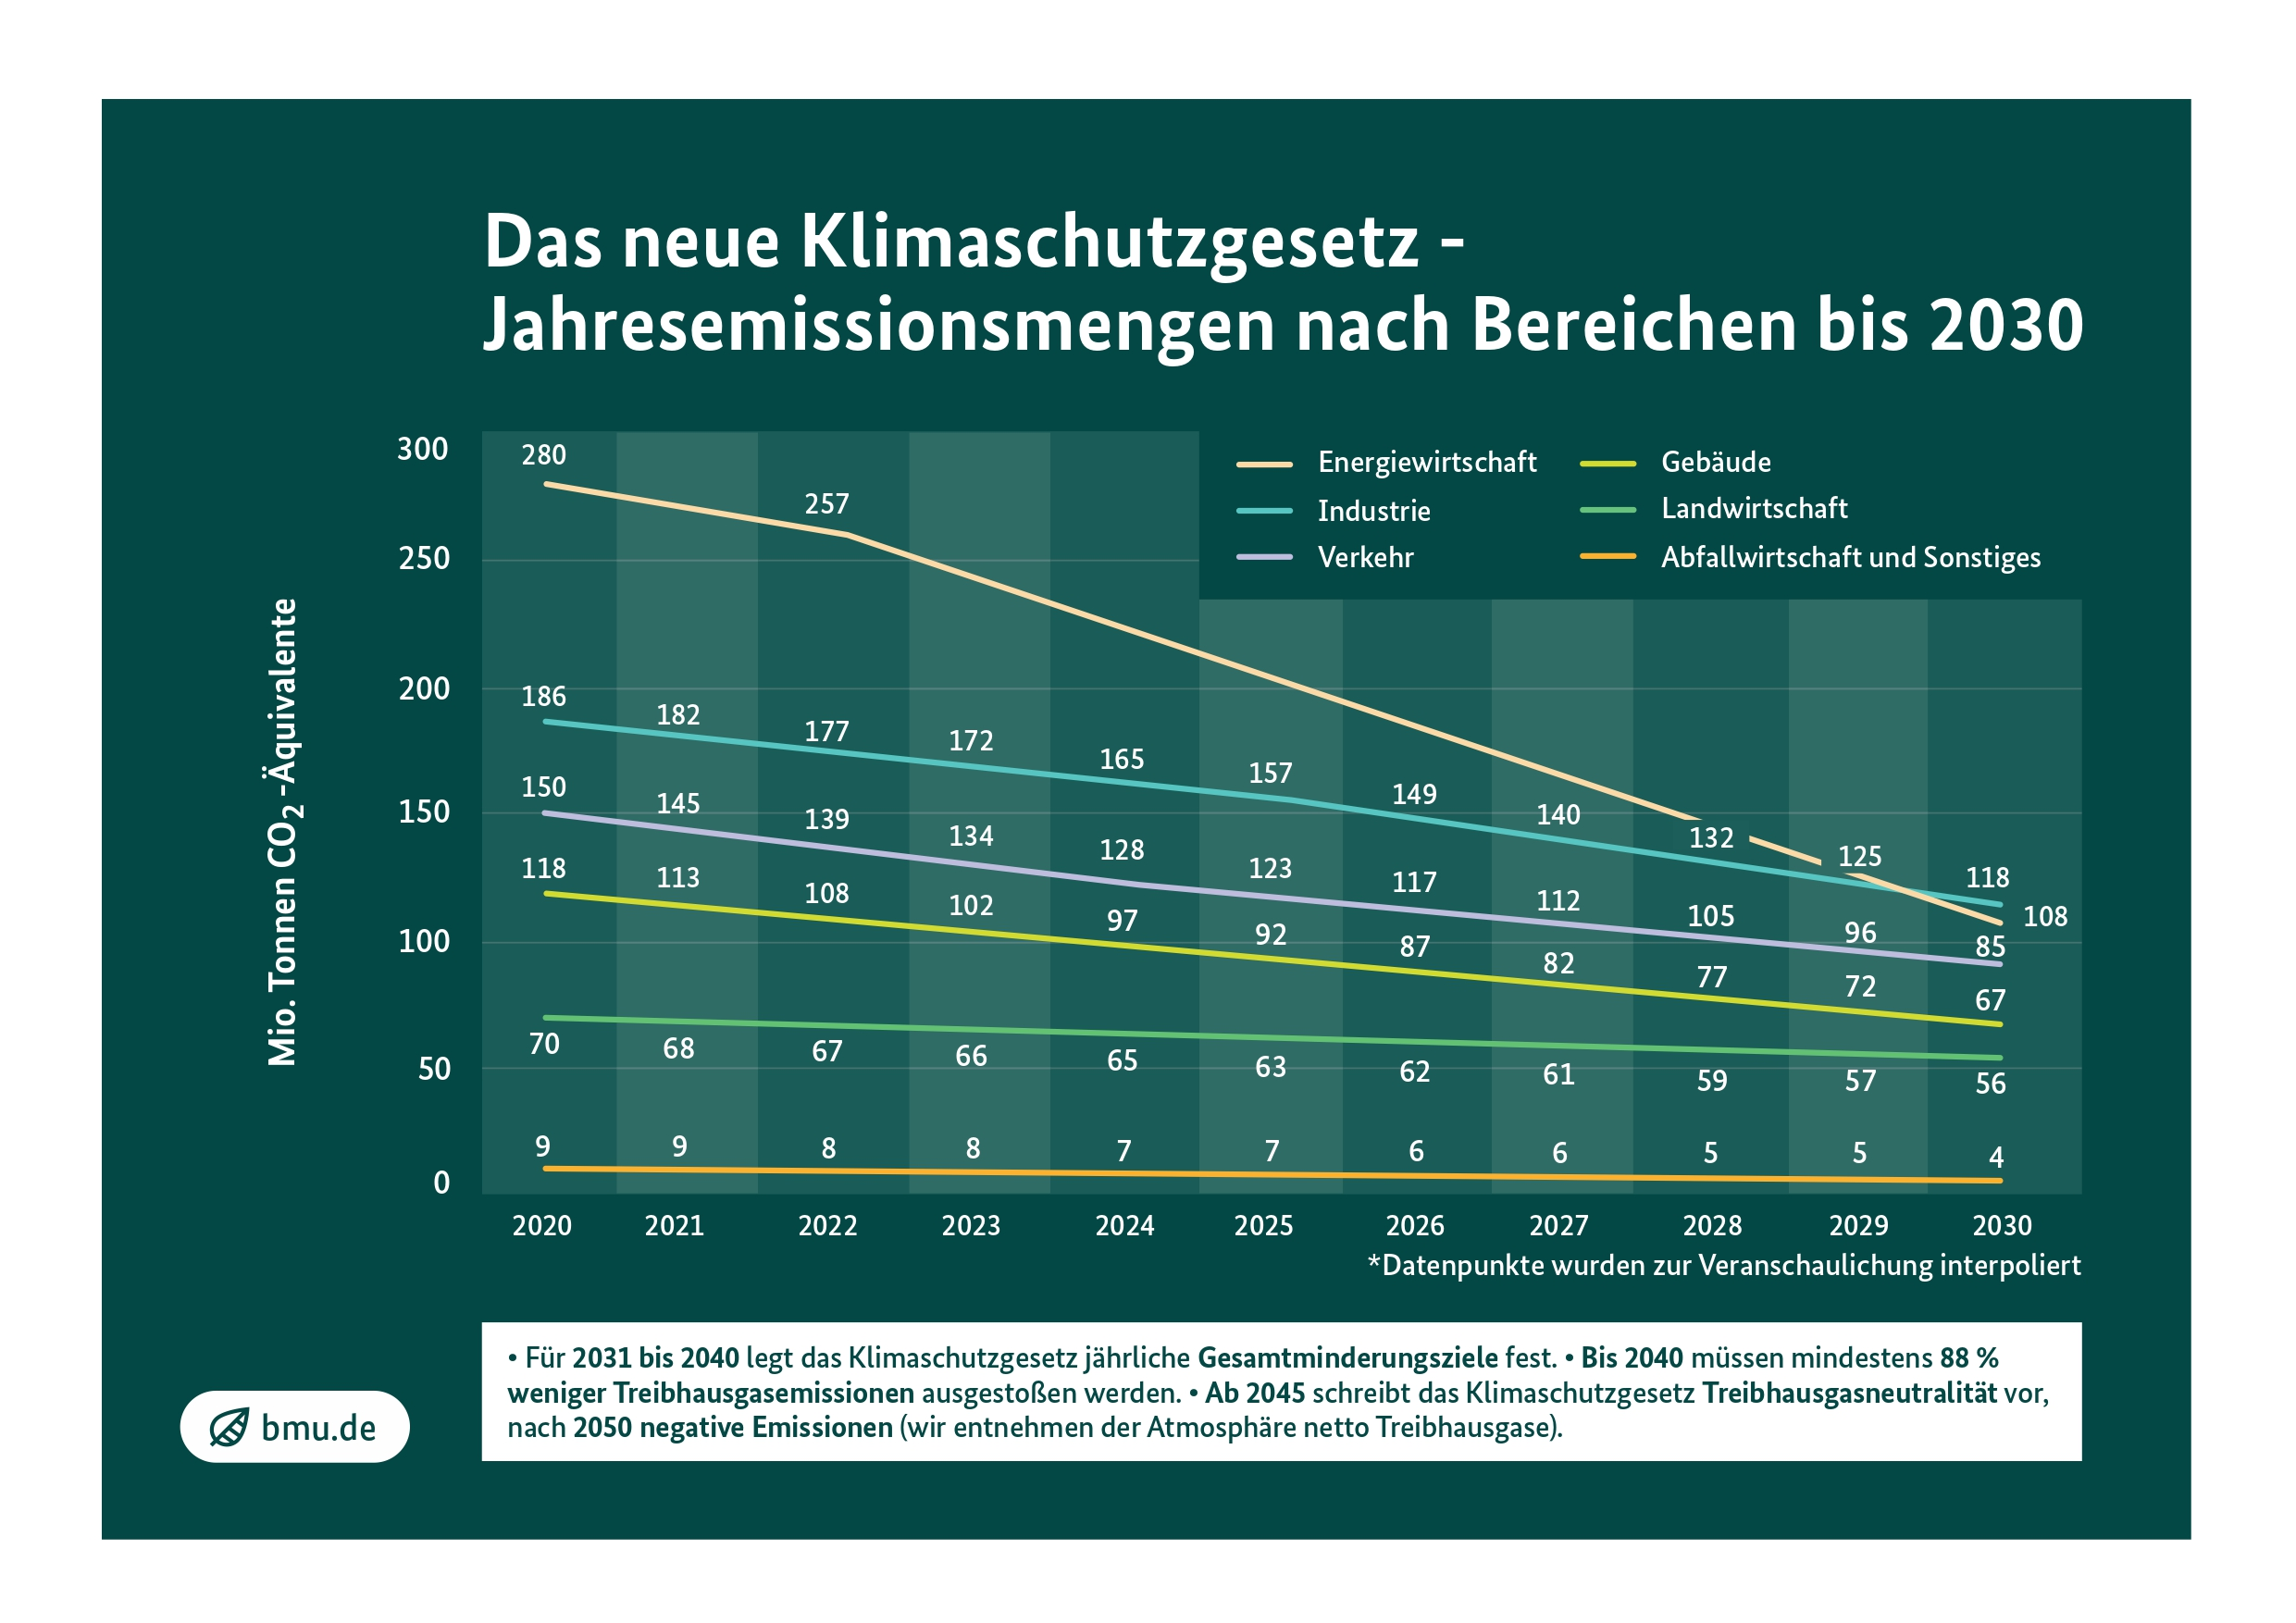 Das neue Klimaschutzgesetz -
Jahresemissionsmengen nach Bereichen bis 2030
Mio. Tonnen CO2 -Äquivalente
300
250
200
150
100
50
0
Energiewirtschaft
Industrie
Verkehr
Gebäude
Landwirtschaft
Abfallwirtschaft und Sonstiges
280 257 108
186 182 177 172 165 157 149 140 132 125 118
150 145 139 134 128 123 117 112 105 96 85
118 113 108 102 97 92 87 82 77 72 67
70 68 67 66 65 63 62 61 59 57 56
9 9 8 8 7 7 6 6 5 5 4
2020 2021 2022 2023 2024 2025 2026 2027 2028 2029 2030
*Datenpunkte wurden zur Veranschaulichung interpoliert
• Für 2031 bis 2040 legt das Klimaschutzgesetz jährliche Gesamtminderungsziele fest. • Bis 2040 müssen mindestens 88 %
weniger Treibhausgasemissionen ausgestoßen werden. • Ab 2045 schreibt das Klimaschutzgesetz Treibhausgasneutralität vor,
nach 2050 negative Emissionen (wir entnehmen der Atmosphäre netto Treibhausgase).
bmu.de